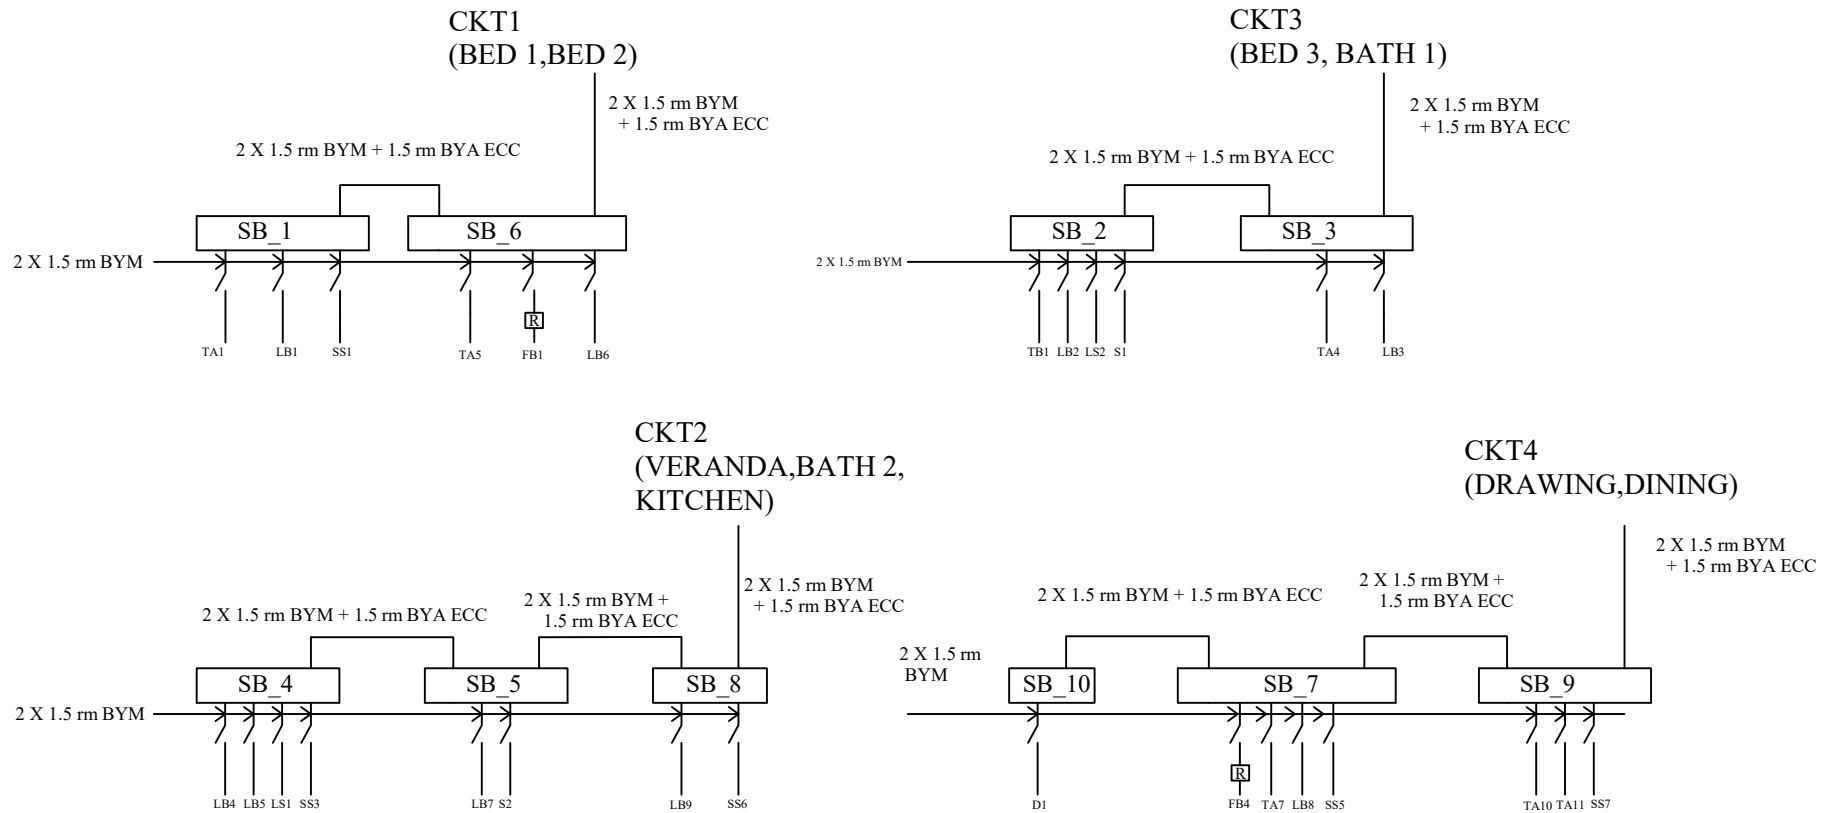 CKT1
(BED 1,BED 2)
2 X 1.5 rm BYM
+ 1.5 rm BYA ECC
2 X 1.5 rm BYM + 1.5 rm BYA ECC
SB_1
SB_6
2 X 1.5 rm BYM
R
TA1
LB1
SS1
TA5
FB1
LB6
CKT3
(BED 3, BATH 1)
2 X 1.5 rm BYM
+ 1.5 rm BYA ECC
2 X 1.5 rm BYM + 1.5 rm BYA ECC
SB_2
SB_3
2 X 1.5 rm BYM
TB1
LB2
LS2
S1
TA4
LB3
CKT2
(VERANDA,BATH 2,
KITCHEN)
2 X 1.5 rm BYM
+ 1.5 rm BYA ECC
2 X 1.5 rm BYM + 1.5 rm BYA ECC
2 X 1.5 rm BYM +
1.5 rm BYA ECC
SB_4
SB_5
SB_8
2 X 1.5 rm BYM
LB4
LB5
LS1
SS3
LB7
S2
LB9
SS6
CKT4
(DRAWING,DINING)
2 X 1.5 rm BYM
+ 1.5 rm BYA ECC
2 X 1.5 rm BYM + 1.5 rm BYA ECC
2 X 1.5 rm BYM +
1.5 rm BYA ECC
2 X 1.5 rm
BYM
SB_10
SB_7
SB_9
R
D1
FB4
TA7
LB8
SS5
TA10
TA11
SS7